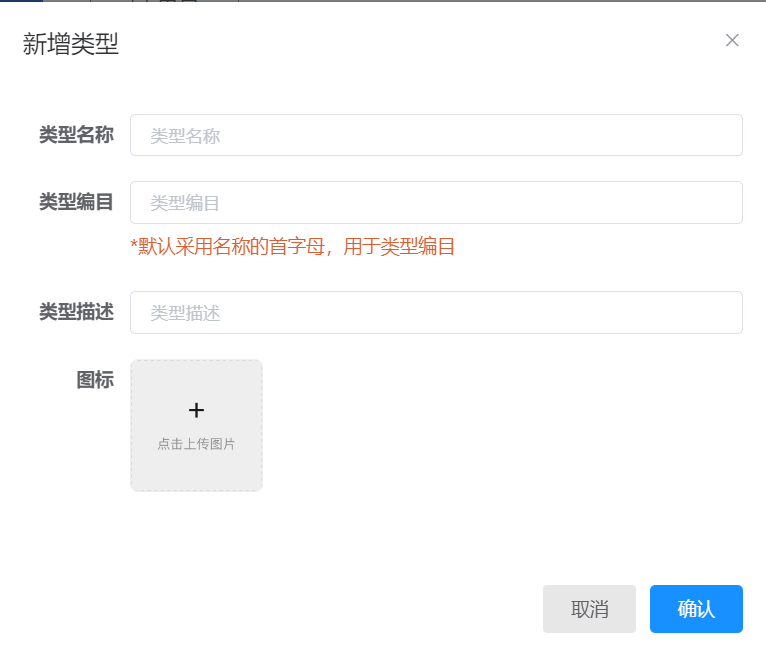 新增类型
类型名称 类型名称
类型编目 类型编目
*默认采用名称的首字母，用于类型编目
类型描述 类型描述
图标
+
点击上传图片
取消 确认